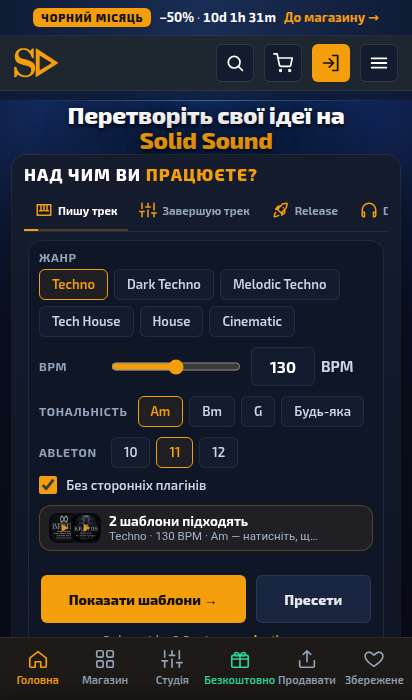 ЧОРНИЙ МІСЯЦЬ −50% · 10d 1h 31m До магазину →
Перетворіть свої ідеї на
Solid Sound
НАД ЧИМ ВИ ПРАЦЮЄТЕ?
Пишу трек Завершую трек Release
ЖАНР
Techno Dark Techno Melodic Techno
Tech House House Cinematic
BPM 130 BPM
ТОНАЛЬНІСТЬ Am Bm G Будь-яка
ABLETON 10 11 12
Без сторонніх плагінів
2 шаблони підходять
Techno · 130 BPM · Am — натисніть, щ...
Показати шаблони → Пресети
Головна Магазин Студія Безкоштовно Продавати Збережене